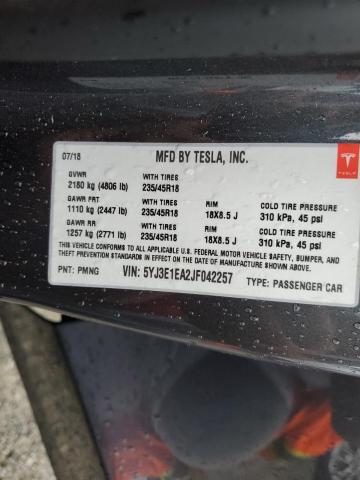 07/18 MFD BY TESLA, INC.
GVWR WITH TIRES
2180 kg (4806 lb) 235/45R18
GAWR FRT WITH TIRES RIM COLD TIRE PRESSURE
1110 kg (2447 lb) 235/45R18 18X8.5 J 310 kPa, 45 psi
GAWR RR WITH TIRES RIM COLD TIRE PRESSURE
1257 kg (2771 lb) 235/45R18 18X8.5 J 310 kPa, 45 psi
THIS VEHICLE CONFORMS TO ALL APPLICABLE U.S. FEDERAL MOTOR VEHICLE SAFETY, BUMPER, AND
THEFT PREVENTION STANDARDS IN EFFECT ON THE DATE OF MANUFACTURE SHOWN ABOVE.
PNT: PMNG VIN: 5YJ3E1EA2JF042257 TYPE: PASSENGER CAR